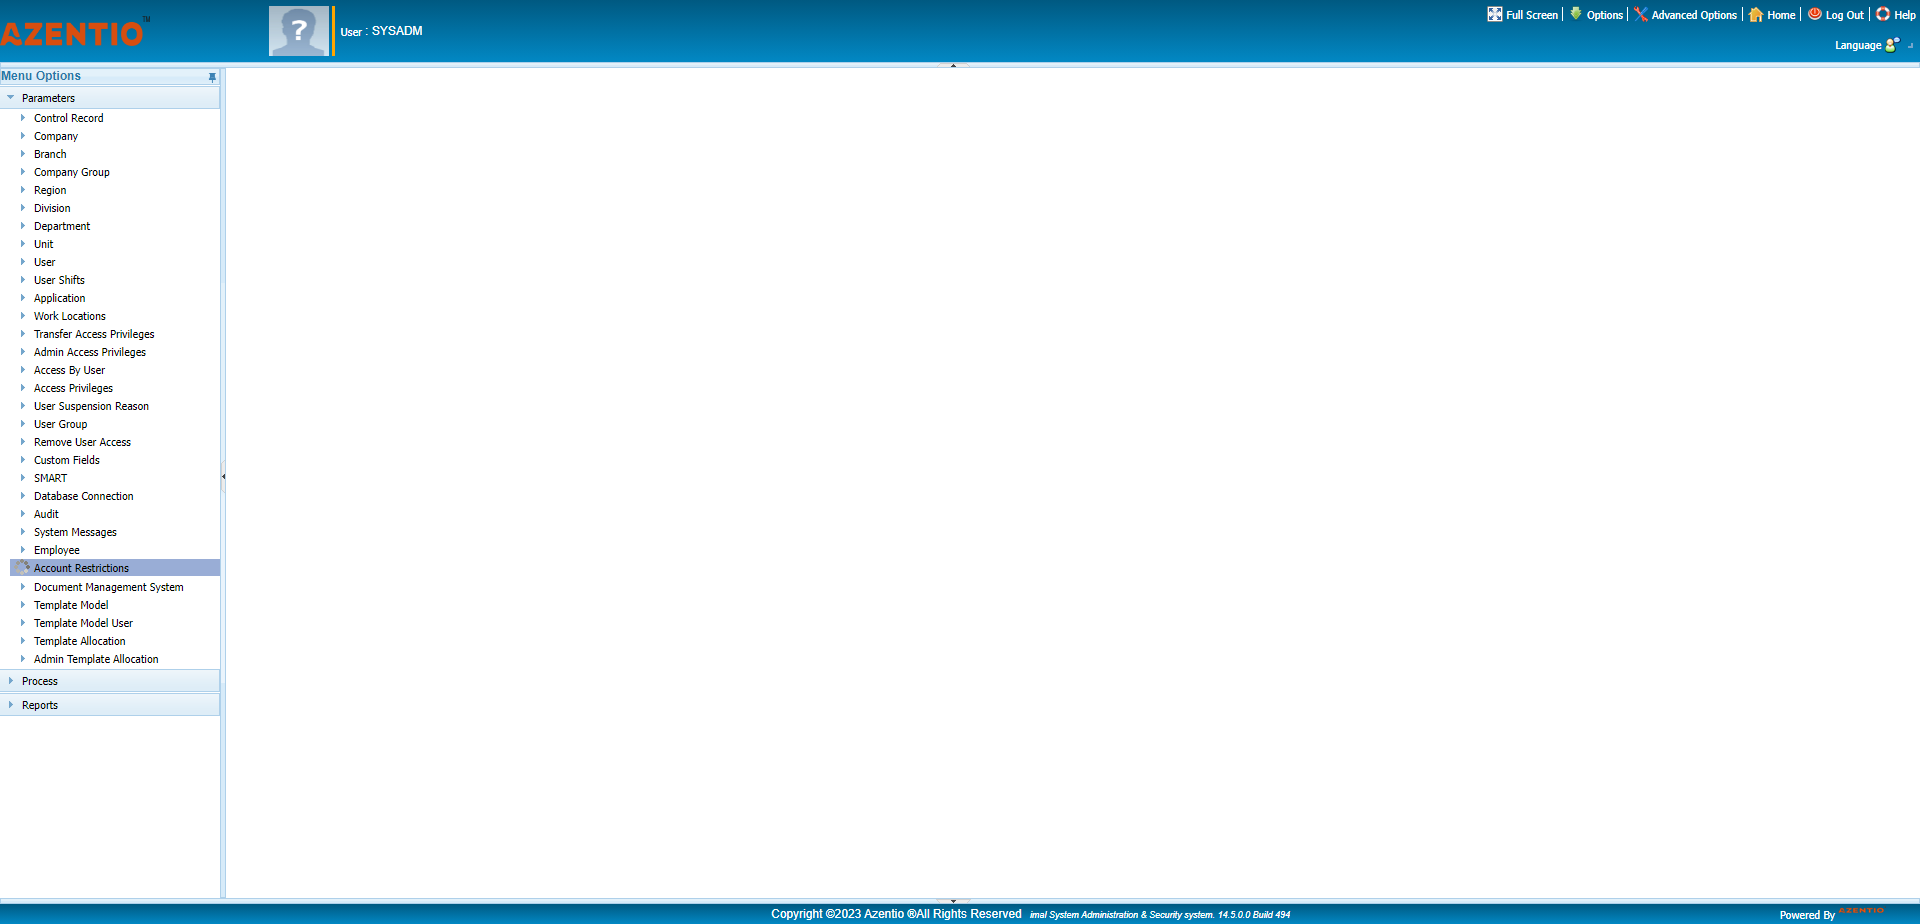 AZENTIO™
User : SYSADM
Full Screen
Options
Advanced Options
Home
Log Out
Help
Language
Menu Options
Parameters
Control Record
Company
Branch
Company Group
Region
Division
Department
Unit
User
User Shifts
Application
Work Locations
Transfer Access Privileges
Admin Access Privileges
Access By User
Access Privileges
User Suspension Reason
User Group
Remove User Access
Custom Fields
SMART
Database Connection
Audit
System Messages
Employee
Account Restrictions
Document Management System
Template Model
Template Model User
Template Allocation
Admin Template Allocation
Process
Reports
Copyright ©2023 Azentio ®All Rights Reserved imal System Administration & Security system. 14.5.0.0 Build 494
Powered By AZENTIO